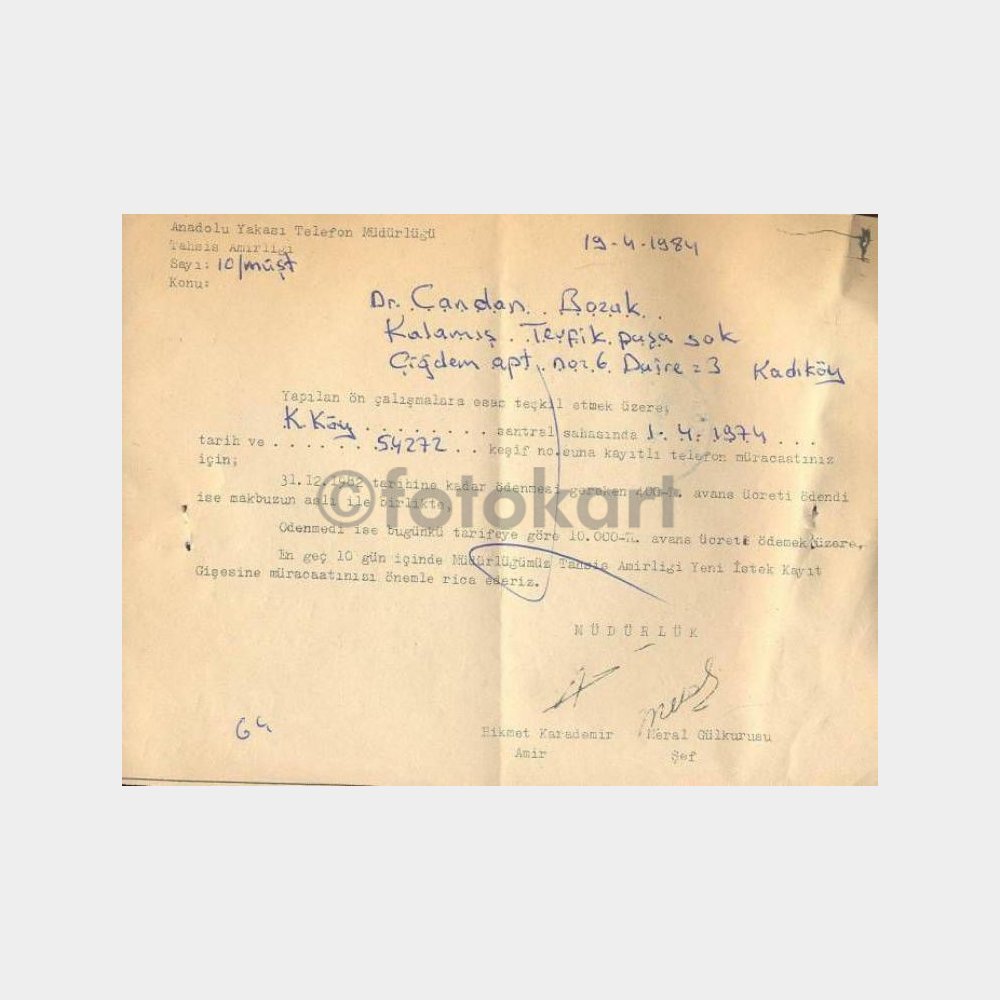 Anadolu Yakası Telefon Müdürlüğü
Tahsis Amirligi
19-4-1984
Sayı: 10/müşt
Konu:
Dr. Candan . . Bozok . .
Kalamış . . Tevfik. paşa sok
Çiğdem apt. no:.6. Daire = 3 Kadıköy
Yapılan ön çalışmalara esas teşkil etmek üzere;
K. Köy . . . . . . . . santral sahasında 1. 4. 1974 . . .
tarih ve . . . . . . 54272 . . keşif no.suna kayıtlı telefon müracaatınız
için;
31.12.1982 tarihine kadar ödenmesi gereken 400-TL. avans ücreti ödendi
ise makbuzun aslı ile birlikte.
©fotokart
Ödenmedi ise bugünkü tarifeye göre 10.000-TL. avans ücreti ödemek üzere,
En geç 10 gün içinde Müdürlüğümüz Tahsis Amirligi Yeni İstek Kayıt
Gişesine müracaatınızı önemle rica ederiz.
M Ü D Ü R L Ü K
Hikmet Karademir Meral Gülkurusu
Amir Şef